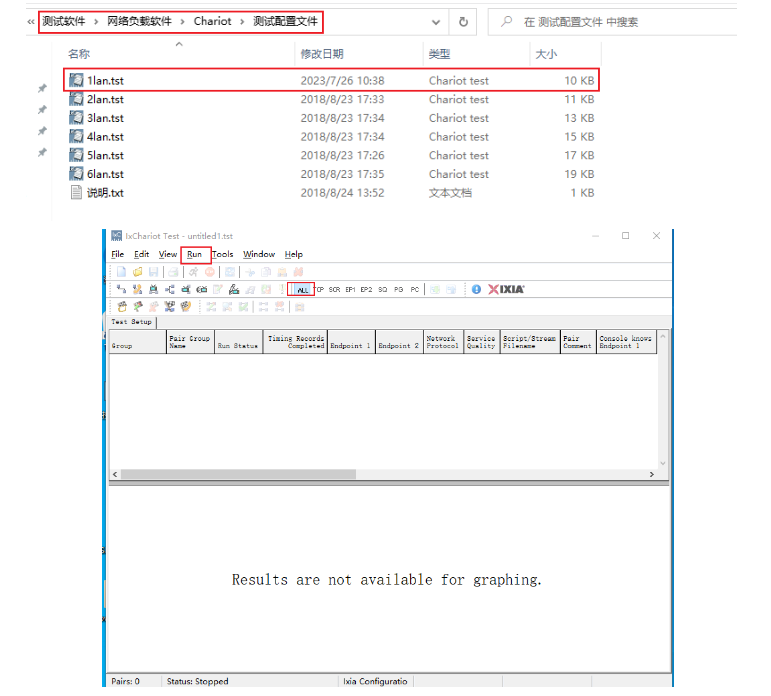 « 测试软件 › 网络负载软件 › Chariot › 测试配置文件 在 测试配置文件 中搜索
名称 修改日期 类型 大小
1lan.tst 2023/7/26 10:38 Chariot test 10 KB
2lan.tst 2018/8/23 17:33 Chariot test 11 KB
3lan.tst 2018/8/23 17:34 Chariot test 13 KB
4lan.tst 2018/8/23 17:34 Chariot test 15 KB
5lan.tst 2018/8/23 17:26 Chariot test 17 KB
6lan.tst 2018/8/23 17:35 Chariot test 19 KB
说明.txt 2018/8/24 13:52 文本文档 1 KB
IxC IxChariot Test - untitled1.tst
File Edit View Run Tools Window Help
ALL CP SCR EP1 EP2 SQ PG PC XIXIA
Test Setup
Group Pair Group Name Run Status Timing Records Completed Endpoint 1 Endpoint 2 Network Protocol Service Quality Script/Stream Filename Pair Comment Console knows Endpoint 1
Results are not available for graphing.
Pairs: 0 Status: Stopped Ixia Configuratio